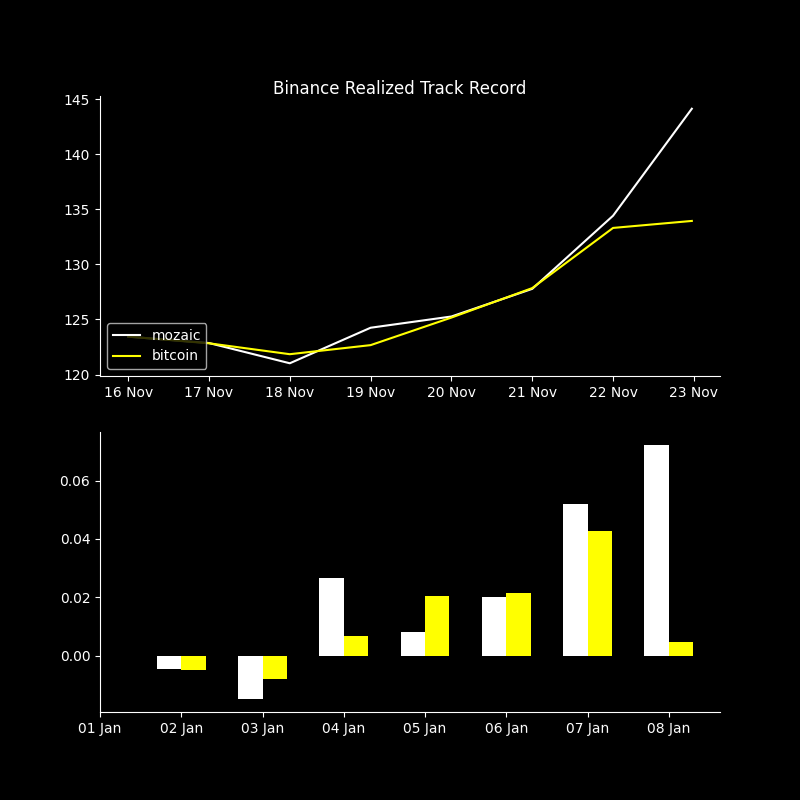 Binance Realized Track Record
145
140
135
130
125
120
mozaic
bitcoin
16 Nov 17 Nov 18 Nov 19 Nov 20 Nov 21 Nov 22 Nov 23 Nov
0.06
0.04
0.02
0.00
01 Jan 02 Jan 03 Jan 04 Jan 05 Jan 06 Jan 07 Jan 08 Jan